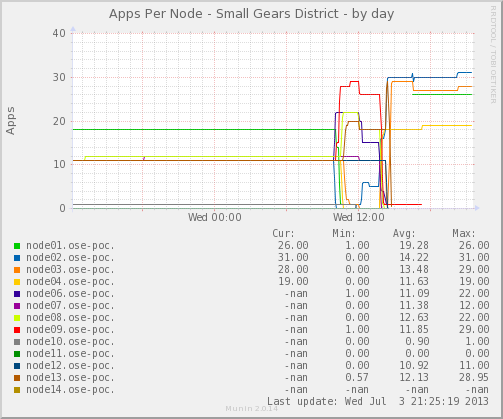 Apps Per Node - Small Gears District - by day
RRDTOOL / TOBI OETIKER
Apps
40
30
20
10
0
Wed 00:00 Wed 12:00
Cur: Min: Avg: Max:
node01.ose-poc. 26.00 1.00 19.28 26.00
node02.ose-poc. 31.00 0.00 14.22 31.00
node03.ose-poc. 28.00 0.00 13.48 29.00
node04.ose-poc. 19.00 0.00 11.63 19.00
node06.ose-poc. -nan 1.00 11.09 22.00
node07.ose-poc. -nan 0.00 11.38 12.00
node08.ose-poc. -nan 0.00 12.63 22.00
node09.ose-poc. -nan 1.00 11.85 29.00
node10.ose-poc. -nan 0.00 0.90 1.00
node11.ose-poc. -nan 0.00 0.00 0.00
node12.ose-poc. -nan 0.00 10.92 11.00
node13.ose-poc. -nan 0.57 12.13 28.95
node14.ose-poc. -nan -nan -nan -nan
Last update: Wed Jul 3 21:25:19 2013
Munin 2.0.14